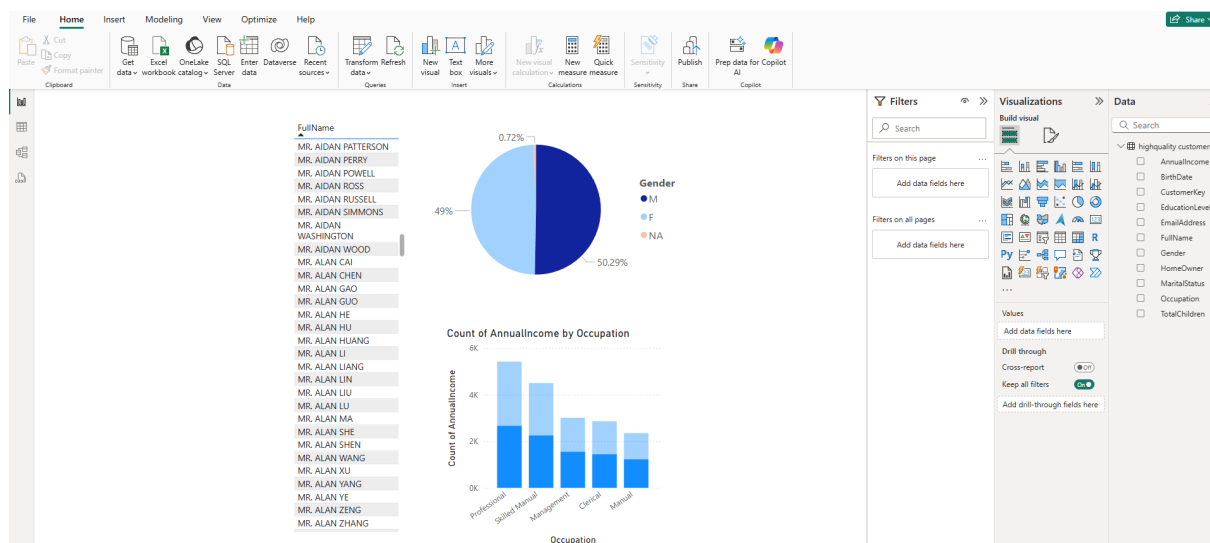 File Home Insert Modeling View Optimize Help
Share
Paste
Cut
Copy
Format painter
Clipboard
Get data
Excel workbook
OneLake catalog
SQL Server
Enter data
Dataverse
Recent sources
Data
Transform data
Refresh
Queries
New visual
Text box
More visuals
Insert
New visual calculation
New measure
Quick measure
Calculations
Sensitivity
Sensitivity
Publish
Share
Prep data for AI
Copilot
Copilot
FullName
MR. AIDAN PATTERSON
MR. AIDAN PERRY
MR. AIDAN POWELL
MR. AIDAN ROSS
MR. AIDAN RUSSELL
MR. AIDAN SIMMONS
MR. AIDAN
WASHINGTON
MR. AIDAN WOOD
MR. ALAN CAI
MR. ALAN CHEN
MR. ALAN GAO
MR. ALAN GUO
MR. ALAN HE
MR. ALAN HU
MR. ALAN HUANG
MR. ALAN LI
MR. ALAN LIANG
MR. ALAN LIN
MR. ALAN LIU
MR. ALAN LU
MR. ALAN MA
MR. ALAN SHE
MR. ALAN SHEN
MR. ALAN WANG
MR. ALAN XU
MR. ALAN YANG
MR. ALAN YE
MR. ALAN ZENG
MR. ALAN ZHANG
0.72%
49%
50.29%
Gender
M
F
NA
Count of AnnualIncome by Occupation
Count of AnnualIncome
6K
4K
2K
0K
Professional
Skilled Manual
Management
Clerical
Manual
Occupation
Filters
Search
Filters on this page ...
Add data fields here
Filters on all pages ...
Add data fields here
Visualizations
Build visual
R
Py
123
...
Values
Add data fields here
Drill through
Cross-report Off
Keep all filters On
Add drill-through fields here
Data
Search
highquality customer
AnnualIncome
BirthDate
CustomerKey
EducationLevel
EmailAddress
FullName
Gender
HomeOwner
MaritalStatus
Occupation
TotalChildren